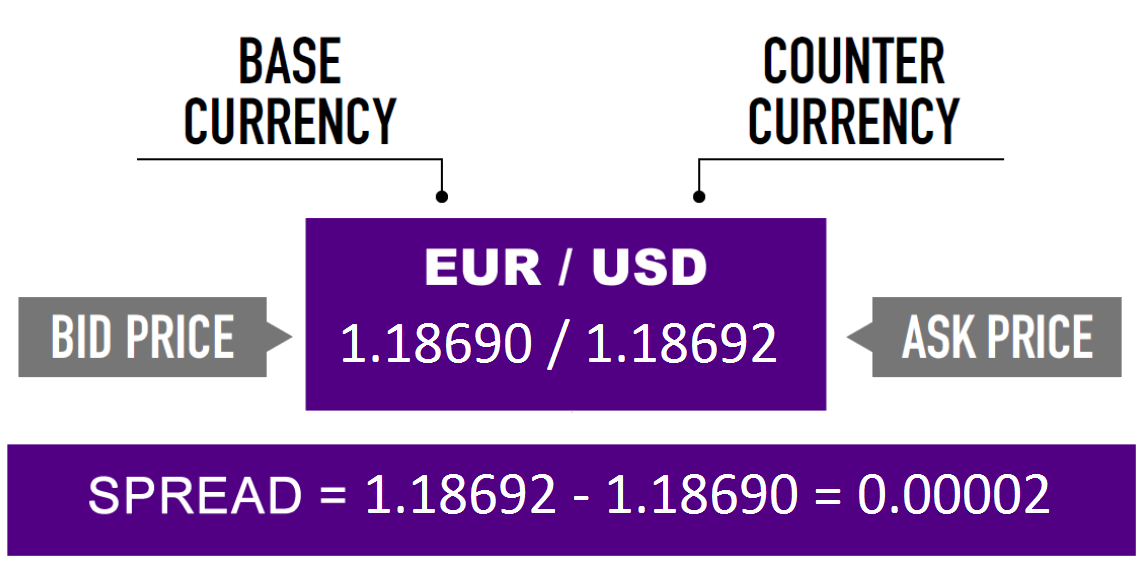 BASE
CURRENCY
COUNTER
CURRENCY
EUR / USD
BID PRICE
1.18690 / 1.18692
ASK PRICE
SPREAD = 1.18692 - 1.18690 = 0.00002